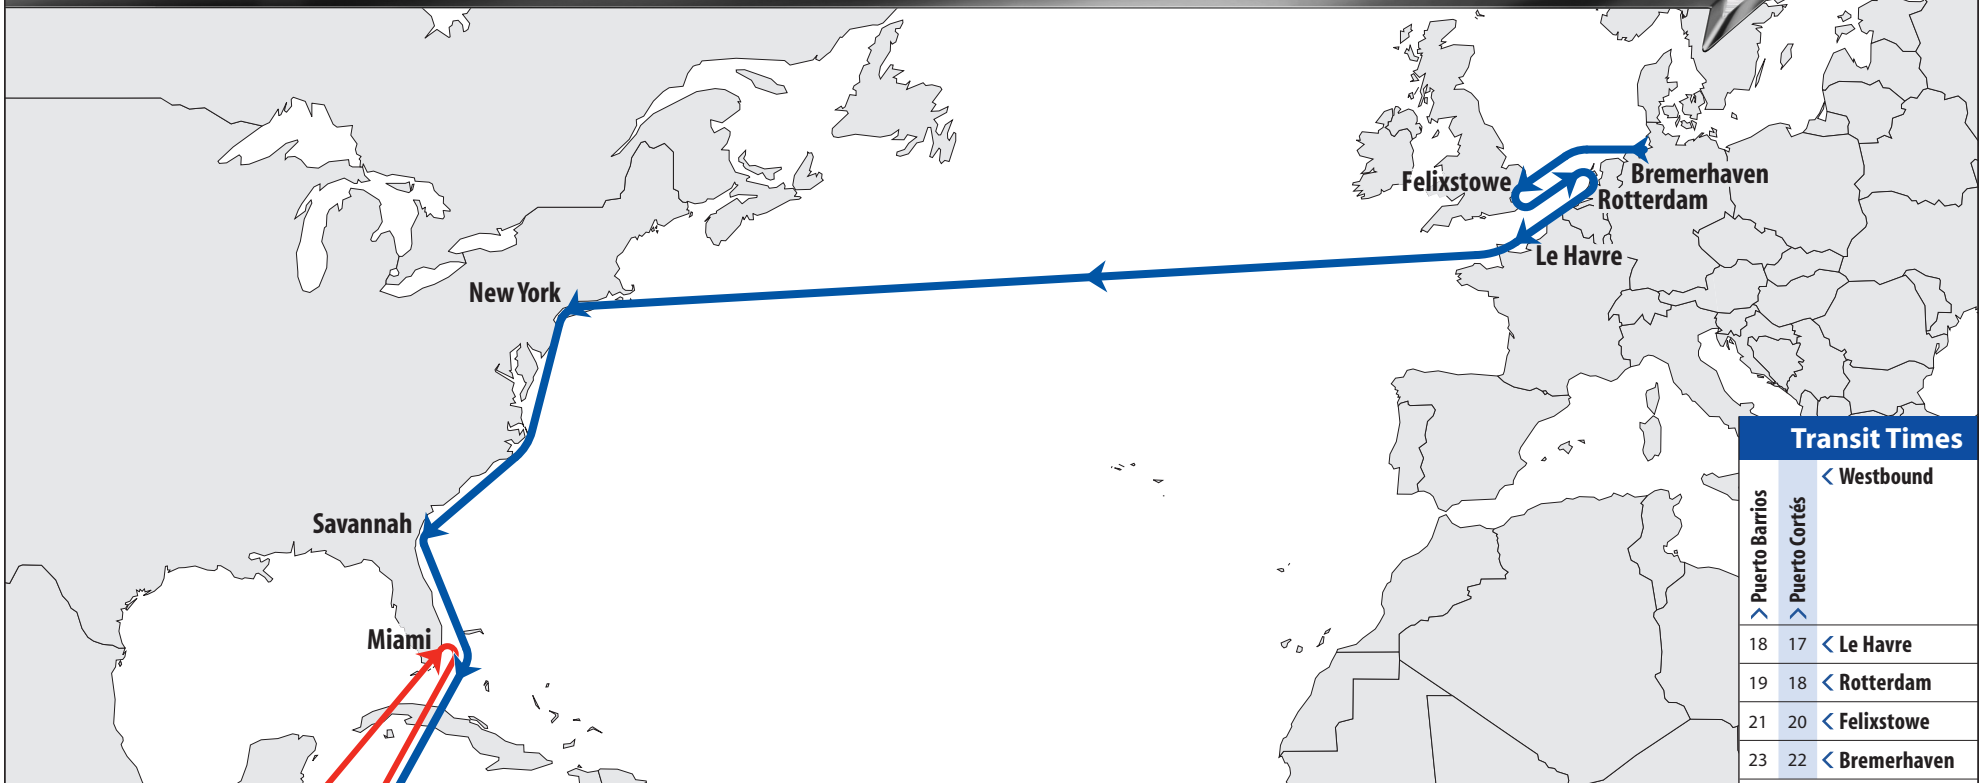 Bremerhaven
Felixstowe
Rotterdam
Le Havre
New York
Savannah
Miami
Transit Times
< Westbound
> Puerto Barrios
> Puerto Cortés
18 17 < Le Havre
19 18 < Rotterdam
21 20 < Felixstowe
23 22 < Bremerhaven